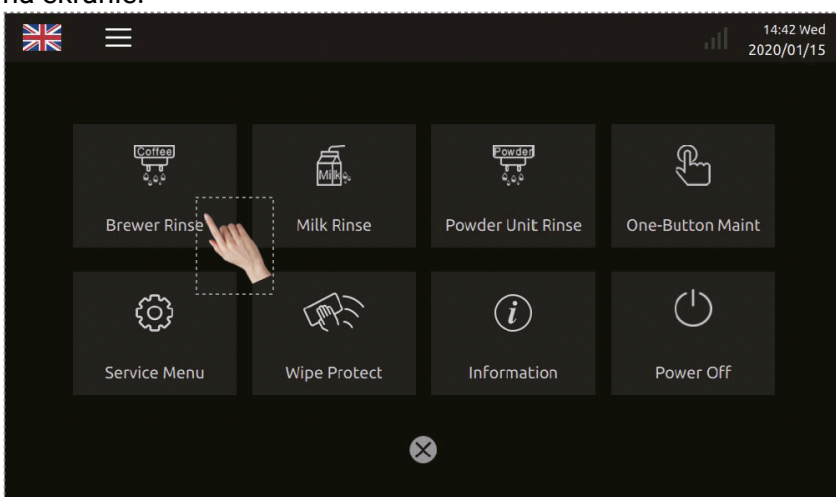 na ekranie.
14:42 Wed
2020/01/15
Coffee
Milk
Powder
Brewer Rinse
Milk Rinse
Powder Unit Rinse
One-Button Maint
Service Menu
Wipe Protect
Information
Power Off